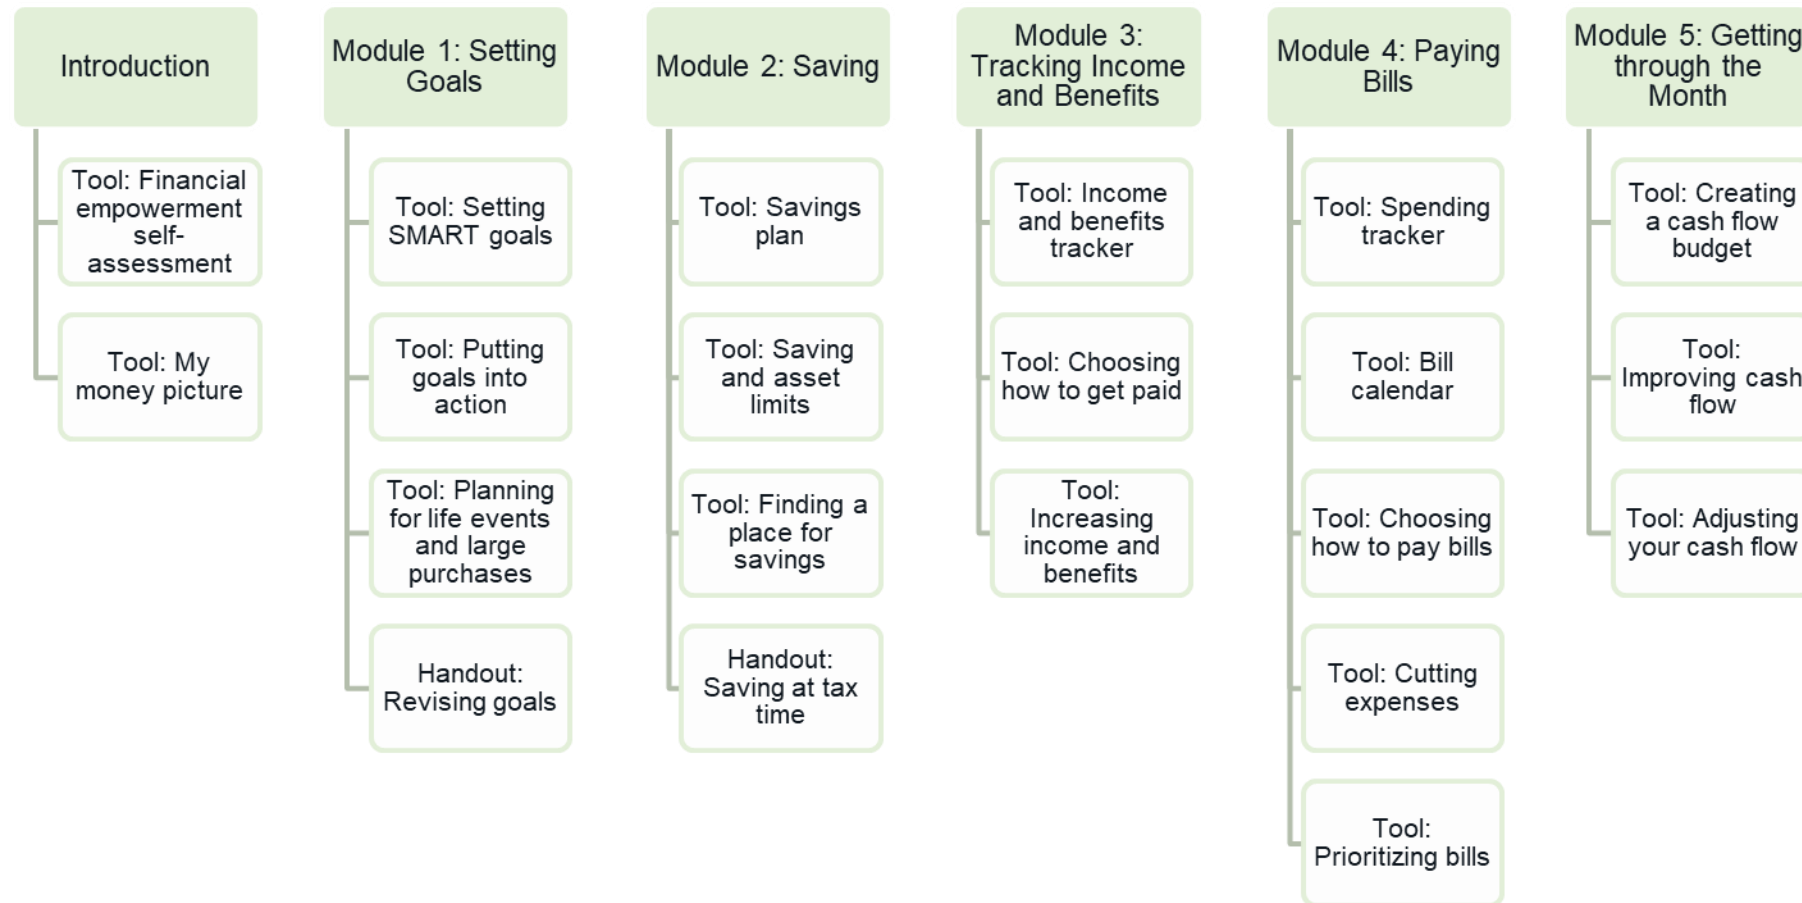 Introduction
Tool: Financial
empowerment
self-
assessment
Tool: My
money picture
Module 1: Setting
Goals
Tool: Setting
SMART goals
Tool: Putting
goals into
action
Tool: Planning
for life events
and large
purchases
Handout:
Revising goals
Module 2: Saving
Tool: Savings
plan
Tool: Saving
and asset
limits
Tool: Finding a
place for
savings
Handout:
Saving at tax
time
Module 3:
Tracking Income
and Benefits
Tool: Income
and benefits
tracker
Tool: Choosing
how to get paid
Tool:
Increasing
income and
benefits
Module 4: Paying
Bills
Tool: Spending
tracker
Tool: Bill
calendar
Tool: Choosing
how to pay bills
Tool: Cutting
expenses
Tool:
Prioritizing bills
Module 5: Getting
through the
Month
Tool: Creating
a cash flow
budget
Tool:
Improving cash
flow
Tool: Adjusting
your cash flow